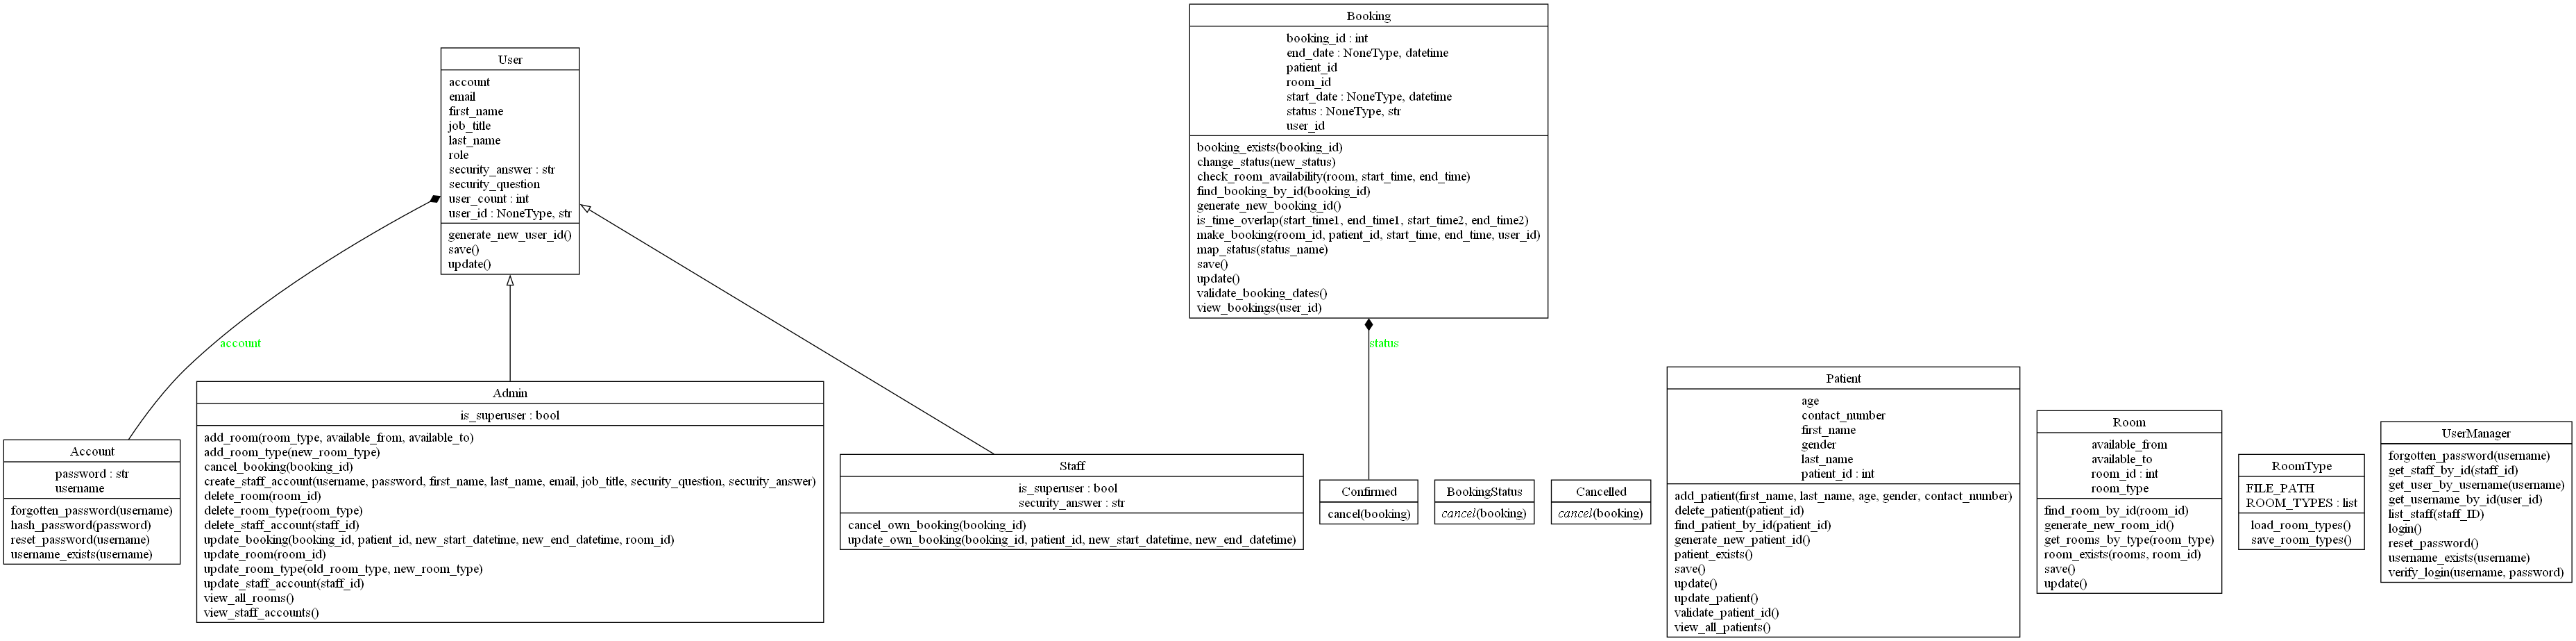 User
account
email
first_name
job_title
last_name
role
security_answer : str
security_question
user_count : int
user_id : NoneType, str
generate_new_user_id()
save()
update()
Booking
booking_id : int
end_date : NoneType, datetime
patient_id
room_id
start_date : NoneType, datetime
status : NoneType, str
user_id
booking_exists(booking_id)
change_status(new_status)
check_room_availability(room, start_time, end_time)
find_booking_by_id(booking_id)
generate_new_booking_id()
is_time_overlap(start_time1, end_time1, start_time2, end_time2)
make_booking(room_id, patient_id, start_time, end_time, user_id)
map_status(status_name)
save()
update()
validate_booking_dates()
view_bookings(user_id)
account
status
Account
password : str
username
forgotten_password(username)
hash_password(password)
reset_password(username)
username_exists(username)
Admin
is_superuser : bool
add_room(room_type, available_from, available_to)
add_room_type(new_room_type)
cancel_booking(booking_id)
create_staff_account(username, password, first_name, last_name, email, job_title, security_question, security_answer)
delete_room(room_id)
delete_room_type(room_type)
delete_staff_account(staff_id)
update_booking(booking_id, patient_id, new_start_datetime, new_end_datetime, room_id)
update_room(room_id)
update_room_type(old_room_type, new_room_type)
update_staff_account(staff_id)
view_all_rooms()
view_staff_accounts()
Staff
is_superuser : bool
security_answer : str
cancel_own_booking(booking_id)
update_own_booking(booking_id, patient_id, new_start_datetime, new_end_datetime)
Confirmed
cancel(booking)
BookingStatus
cancel(booking)
Cancelled
cancel(booking)
Patient
age
contact_number
first_name
gender
last_name
patient_id : int
add_patient(first_name, last_name, age, gender, contact_number)
delete_patient(patient_id)
find_patient_by_id(patient_id)
generate_new_patient_id()
patient_exists()
save()
update()
update_patient()
validate_patient_id()
view_all_patients()
Room
available_from
available_to
room_id : int
room_type
find_room_by_id(room_id)
generate_new_room_id()
get_rooms_by_type(room_type)
room_exists(rooms, room_id)
save()
update()
RoomType
FILE_PATH
ROOM_TYPES : list
load_room_types()
save_room_types()
UserManager
forgotten_password(username)
get_staff_by_id(staff_id)
get_user_by_username(username)
get_username_by_id(user_id)
list_staff(staff_ID)
login()
reset_password()
username_exists(username)
verify_login(username, password)